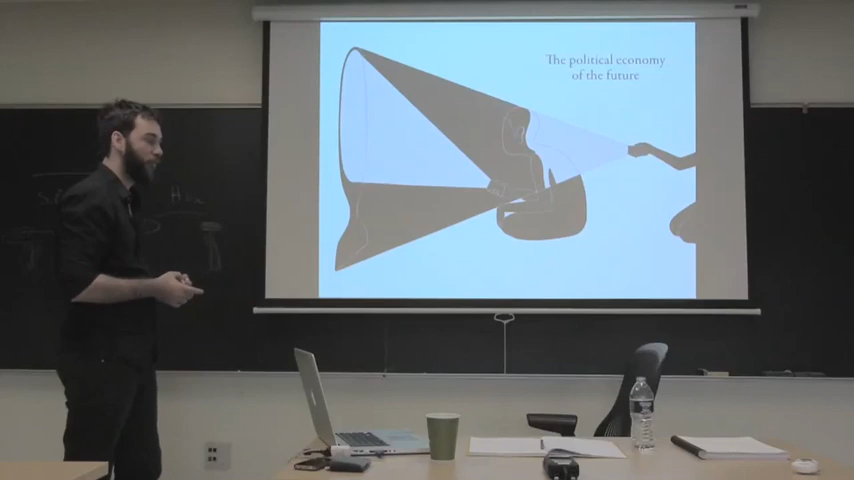 The political economy
of the future